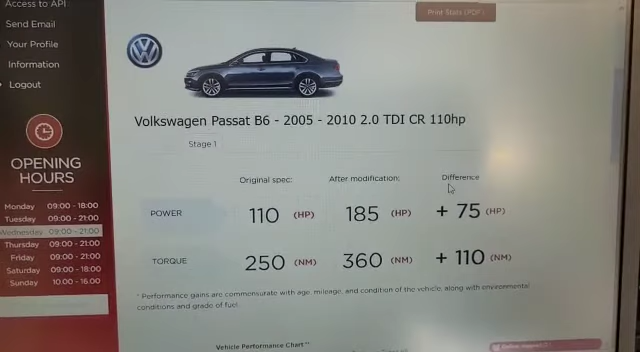 Access to API
Send Email
Your Profile
Information
Logout
OPENING
HOURS
Monday 09:00 - 18:00
Tuesday 09:00 - 21:00
Wednesday 09:00 - 21:00
Thursday 09:00 - 21:00
Friday 09:00 - 21:00
Saturday 09:00 - 18:00
Sunday 10.00 - 16.00
Print Stats (PDF)
Volkswagen Passat B6 - 2005 - 2010 2.0 TDI CR 110hp
Stage 1
Original spec: After modification: Difference
POWER 110 (HP) 185 (HP) + 75 (HP)
TORQUE 250 (NM) 360 (NM) + 110 (NM)
* Performance gains are commensurate with age, mileage, and condition of the vehicle, along with environmental
conditions and grade of fuel.
Vehicle Performance Chart **